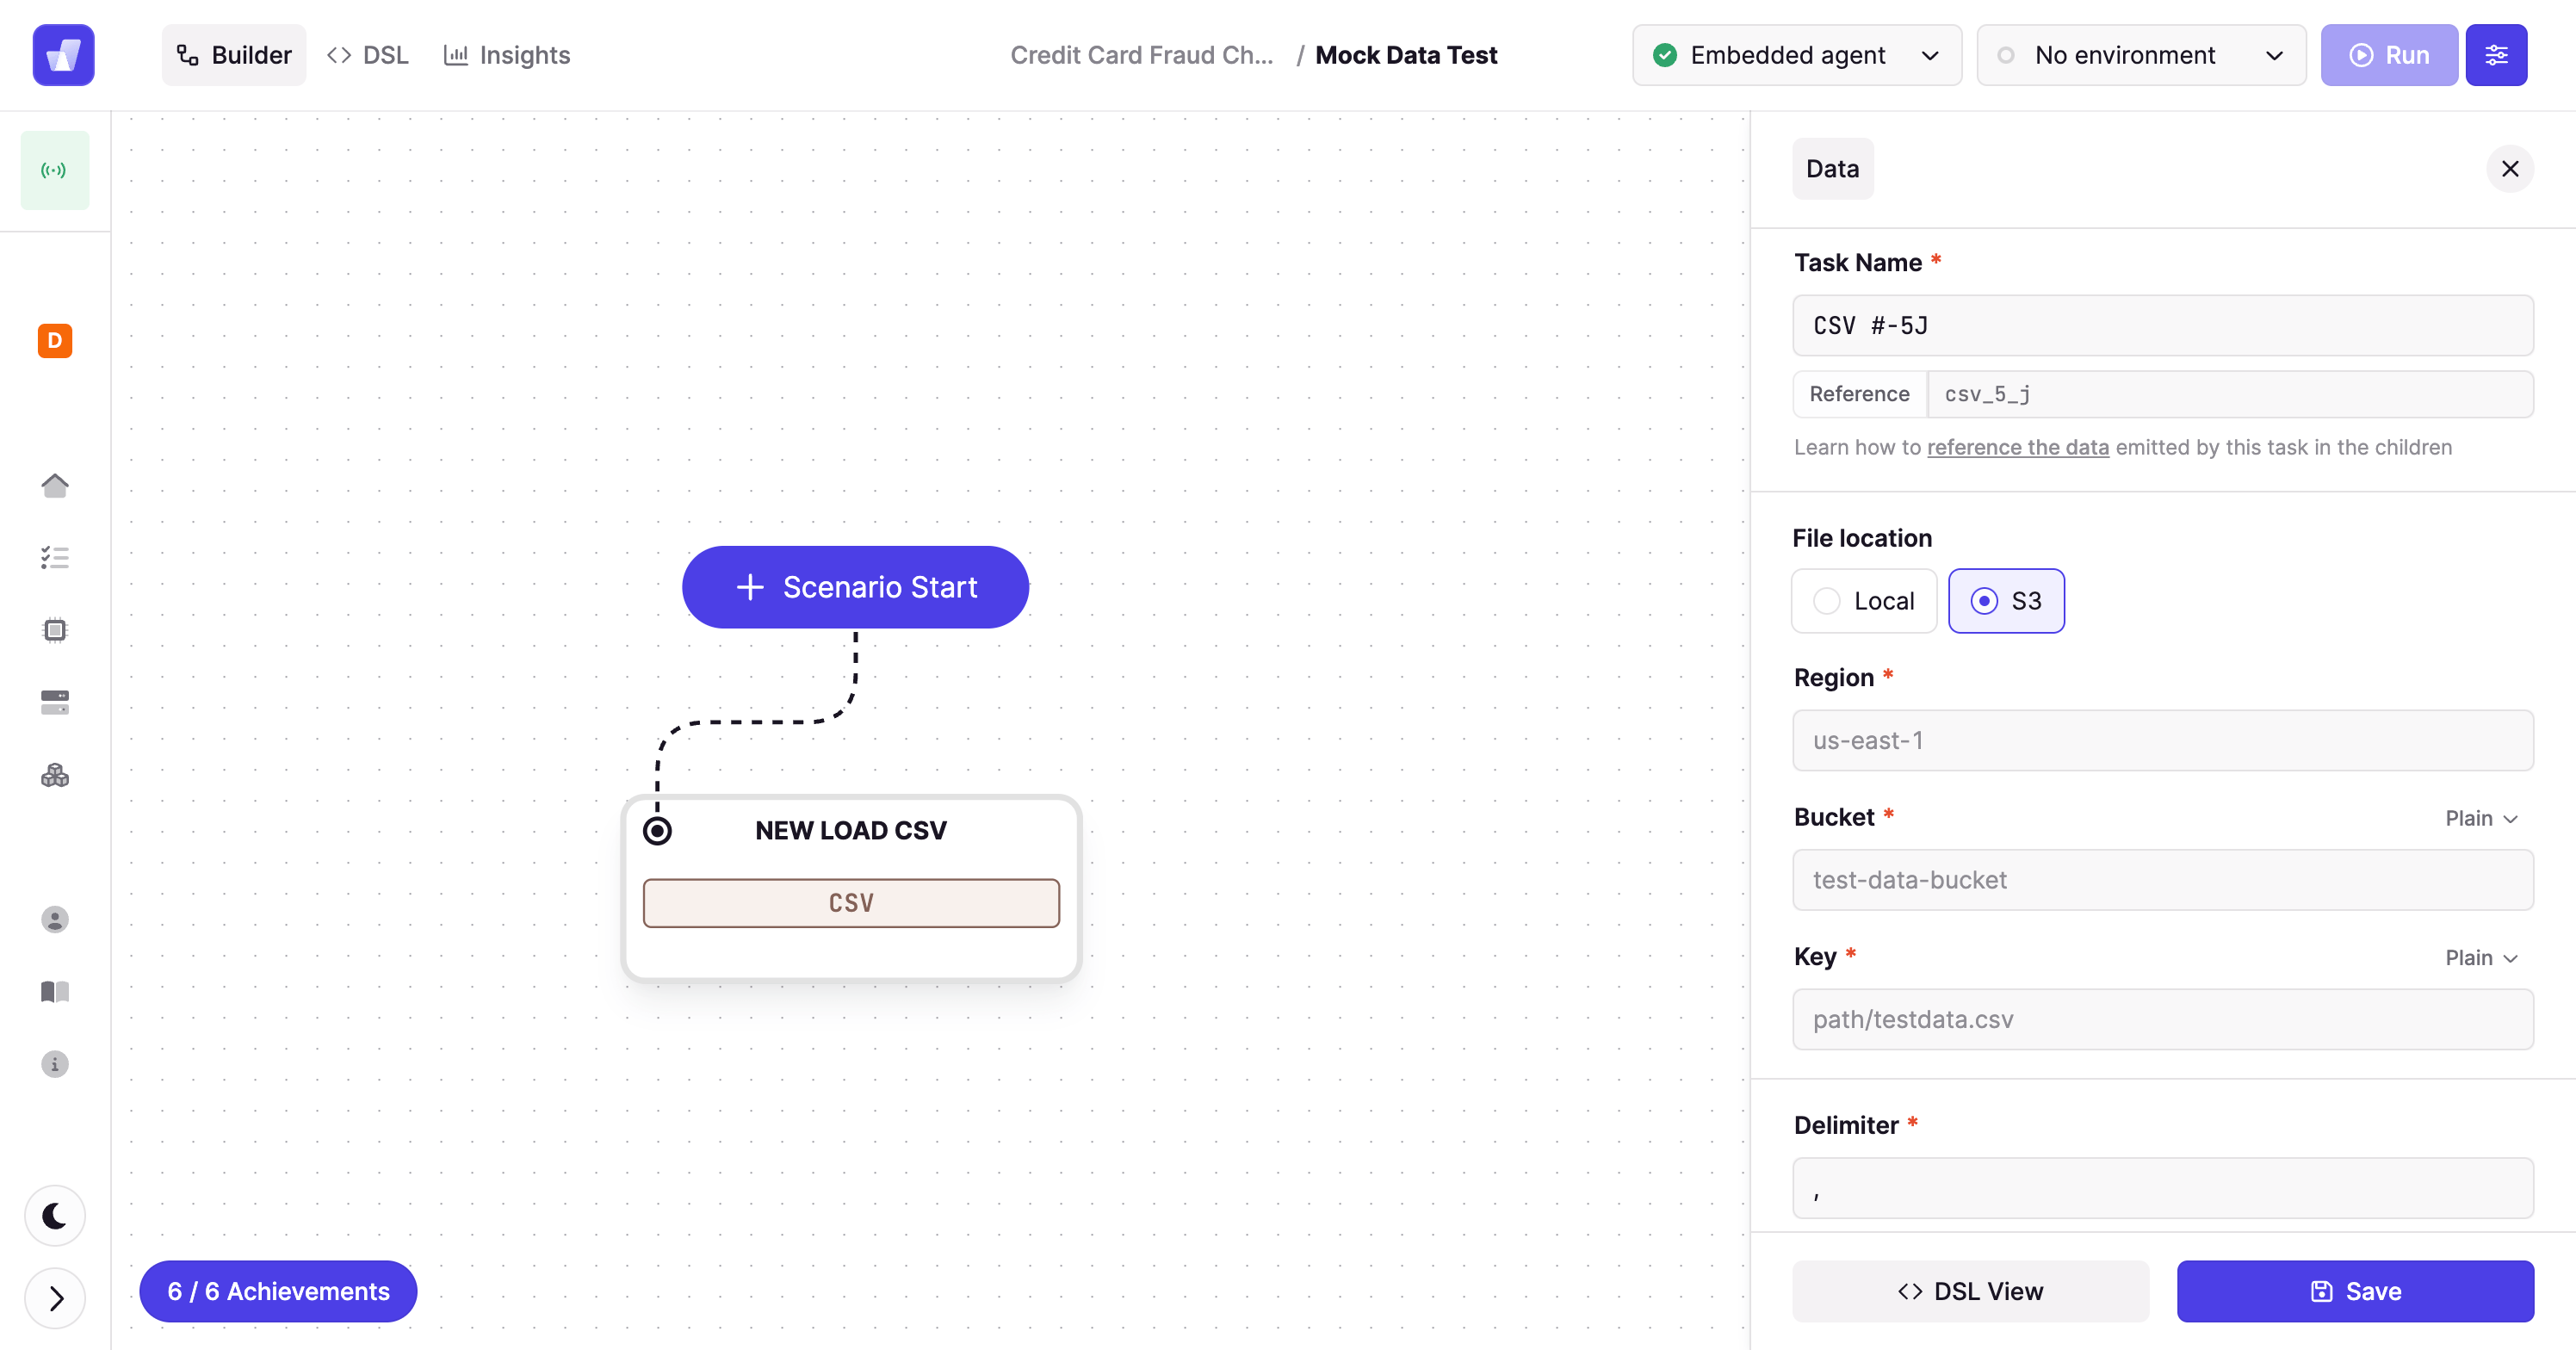 Builder
DSL
Insights
Credit Card Fraud Ch... / Mock Data Test
Embedded agent
No environment
Run
D
Scenario Start
NEW LOAD CSV
CSV
6 / 6 Achievements
Data
Task Name *
CSV #-5J
Reference
csv_5_j
Learn how to reference the data emitted by this task in the children
File location
Local
S3
Region *
us-east-1
Bucket *
Plain
test-data-bucket
Key *
Plain
path/testdata.csv
Delimiter *
,
DSL View
Save